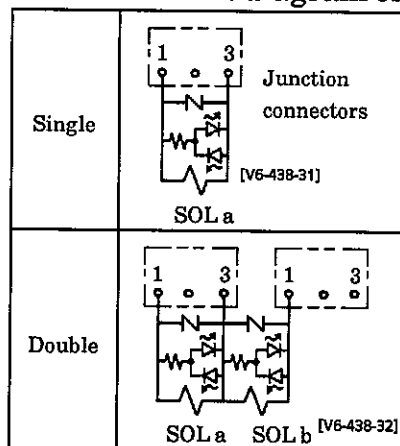 1 3
Junction
connectors
Single
[V6-438-31]
SOL a
1 3 1 3
Double
SOL a SOL b [V6-438-32]